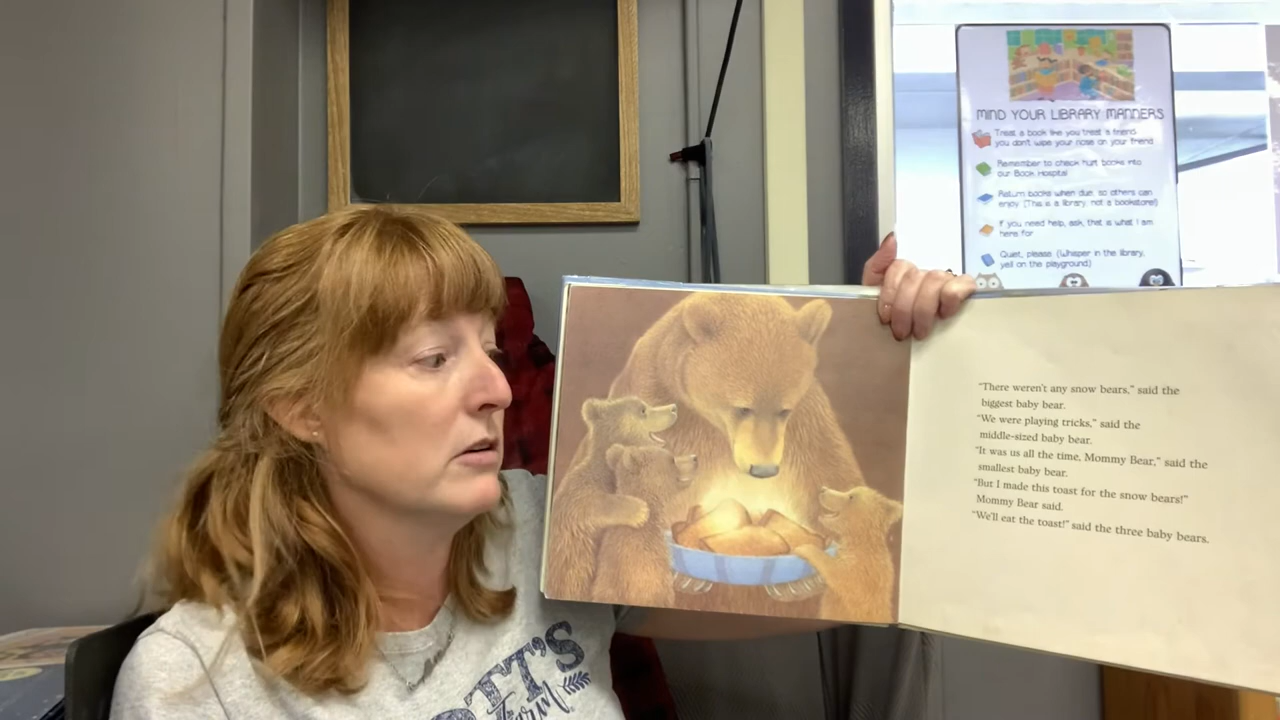 MIND YOUR LIBRARY MANNERS
Treat a book like you treat a friend.
you don't wipe your nose on your friend
Remember to check hurt books into
our Book Hospital
Return books when due, so others can
enjoy (This is a library, not a bookstore!)
If you need help, ask, that is what I am
here for
Quiet, please (Whisper in the library,
yell on the playground)
"There weren't any snow bears," said the
biggest baby bear.
"We were playing tricks," said the
middle-sized baby bear.
"It was us all the time, Mommy Bear," said the
smallest baby bear.
"But I made this toast for the snow bears!"
Mommy Bear said.
"We'll eat the toast!" said the three baby bears.
TT'S
Farm